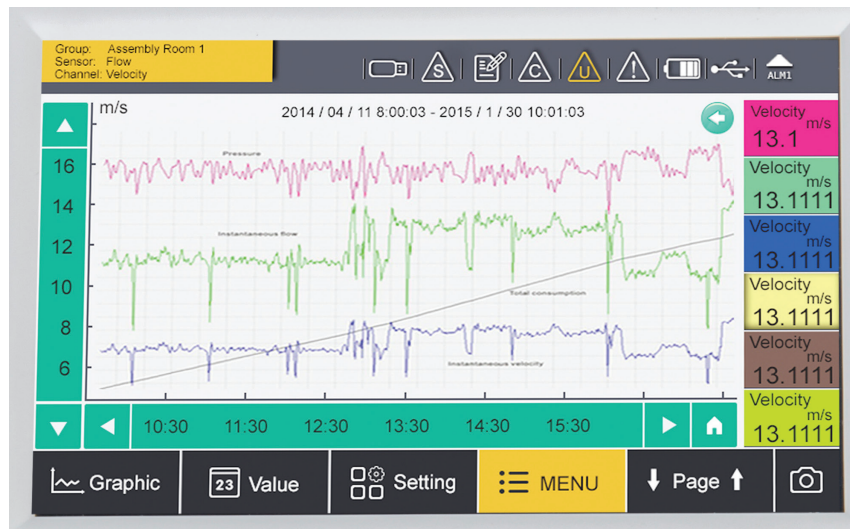 Group: Assembly Room 1
Sensor: Flow
Channel: Velocity
S
C
U
ALM1
m/s
2014 / 04 / 11 8:00:03 - 2015 / 1 / 30 10:01:03
16
14
12
10
8
6
Pressure
Instantaneous flow
Total consumption
Instantaneous velocity
Velocity
m/s
13.1
Velocity
m/s
13.1111
Velocity
m/s
13.1111
Velocity
m/s
13.1111
Velocity
m/s
13.1111
Velocity
m/s
13.1111
10:30 11:30 12:30 13:30 14:30 15:30
Graphic 23 Value Setting MENU Page